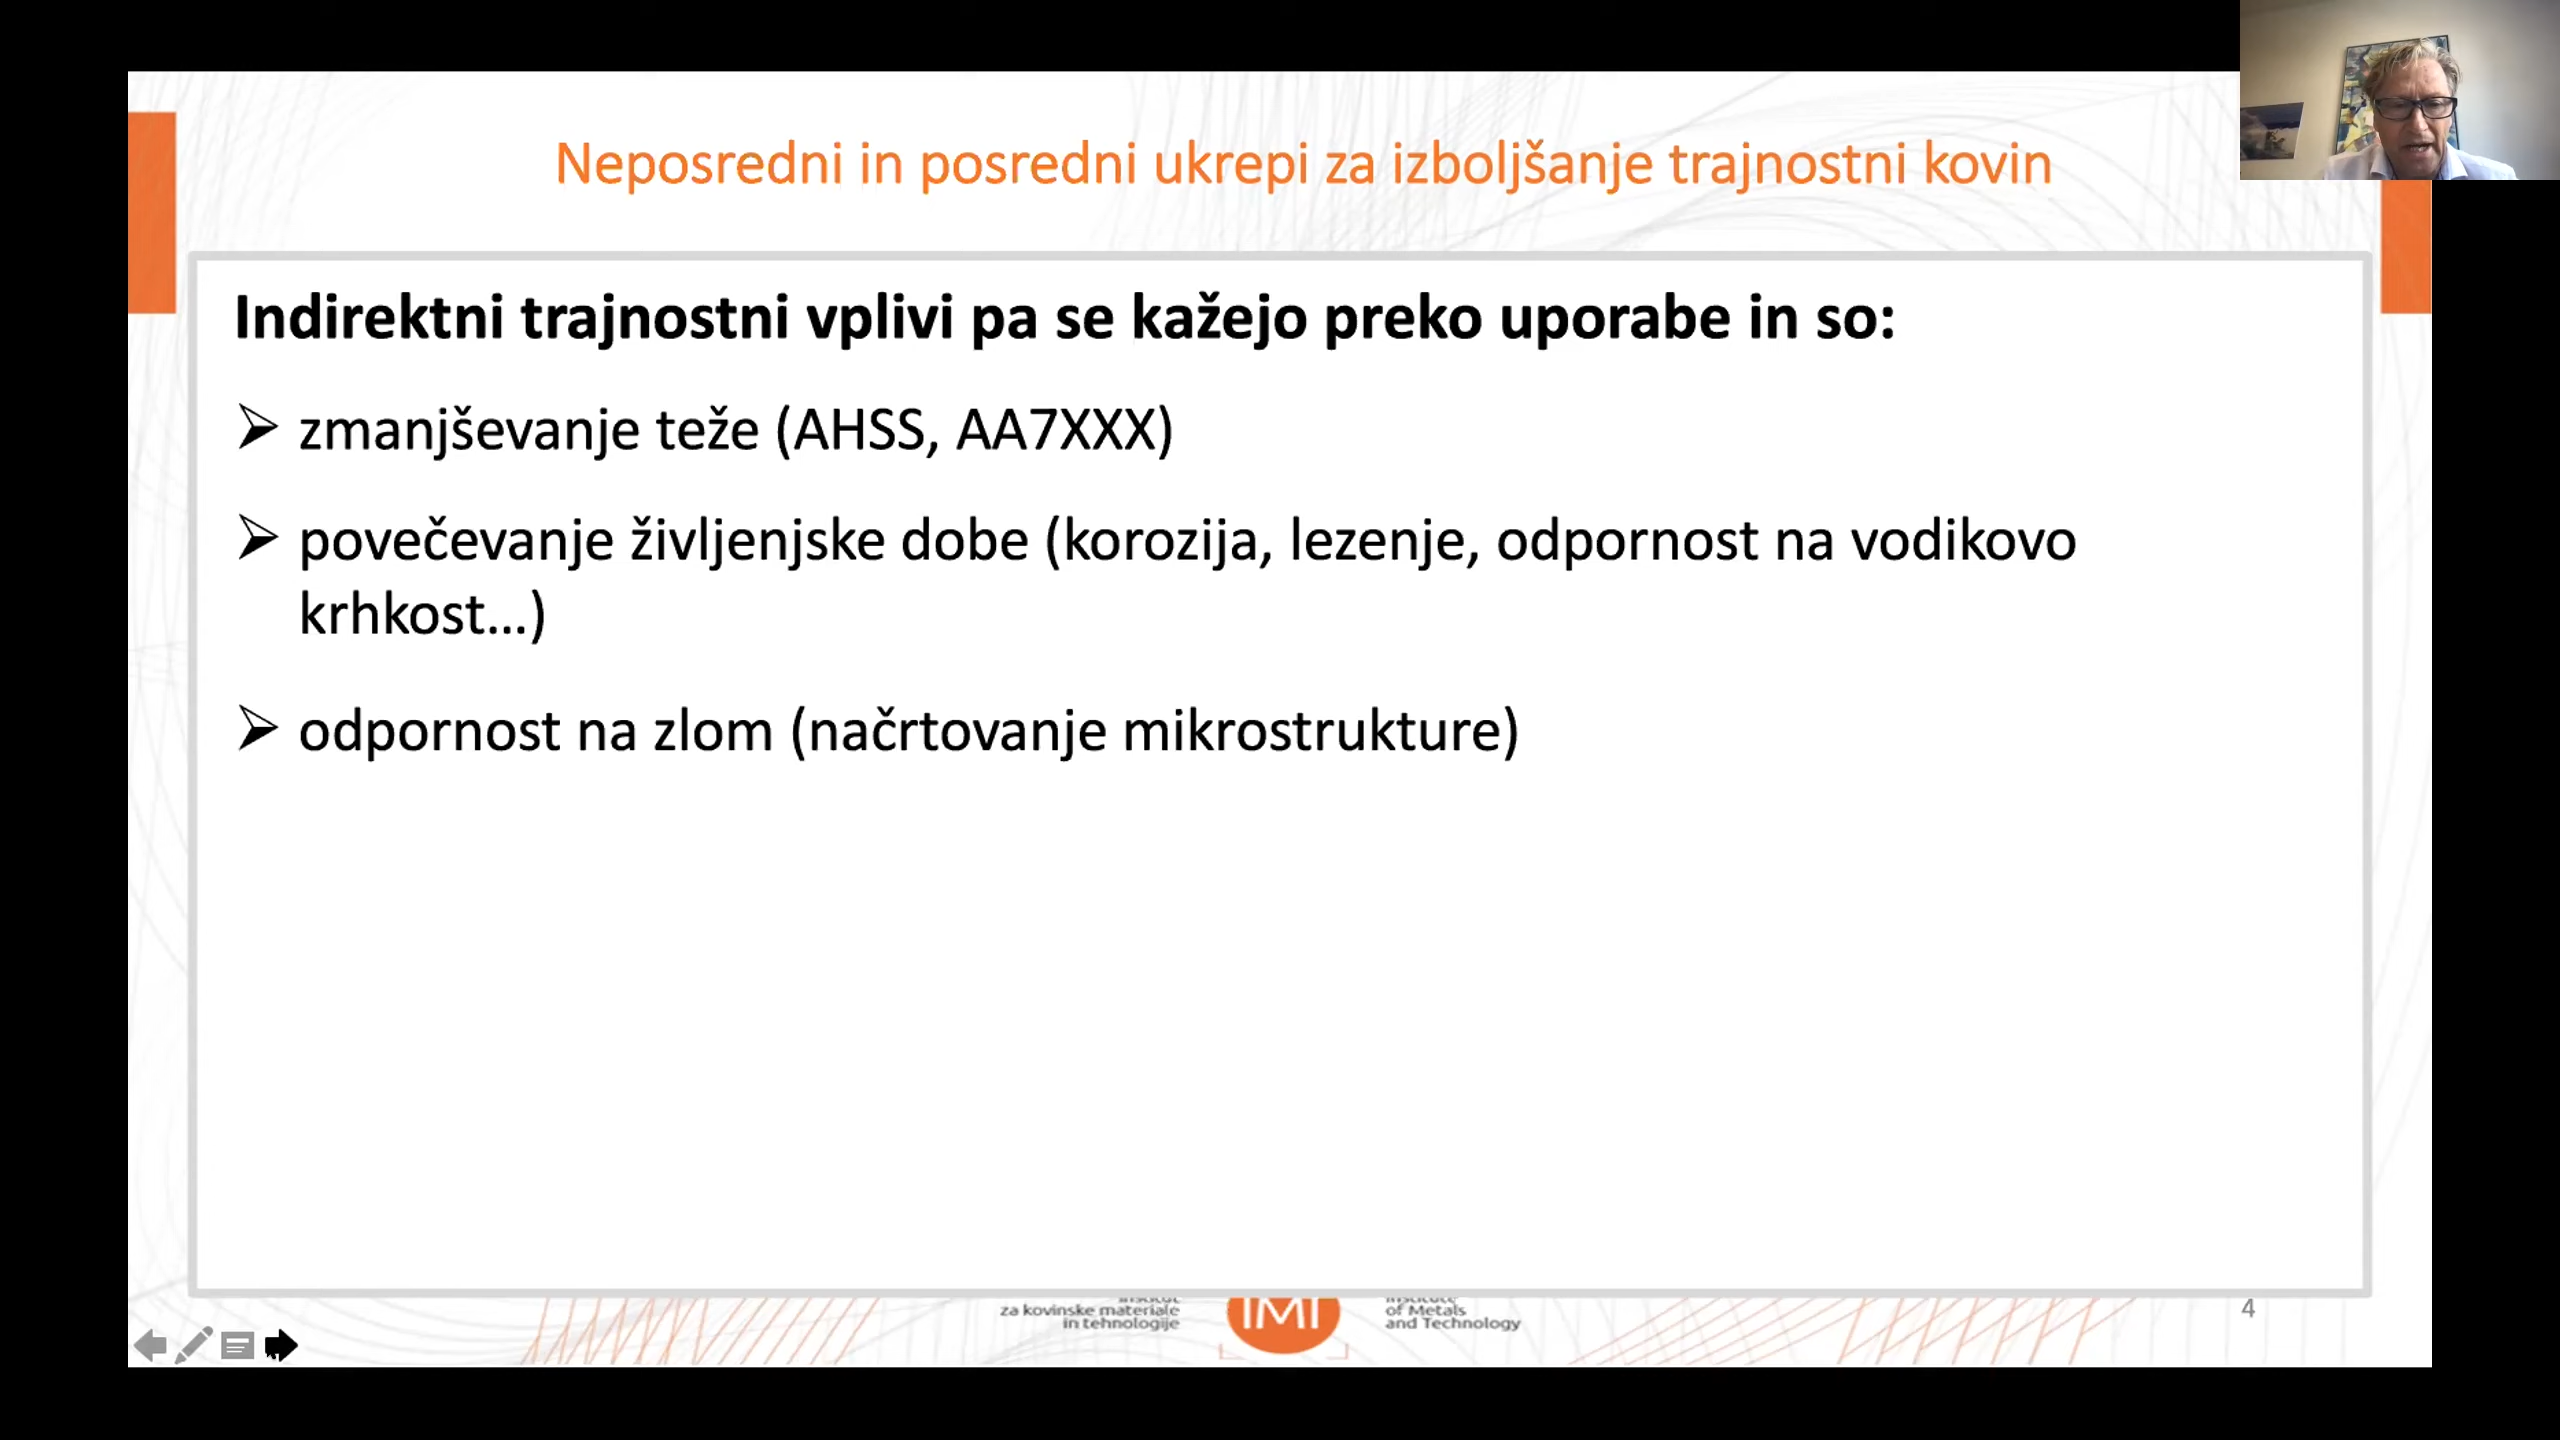 Neposredni in posredni ukrepi za izboljšanje trajnostni kovin
Indirektni trajnostni vplivi pa se kažejo preko uporabe in so:
zmanjševanje teže (AHSS, AA7XXX)
povečevanje življenjske dobe (korozija, lezenje, odpornost na vodikovo
krhkost...)
odpornost na zlom (načrtovanje mikrostrukture)
za kovinske materiale
in tehnologije
IMT
of Metals
and Technology
4